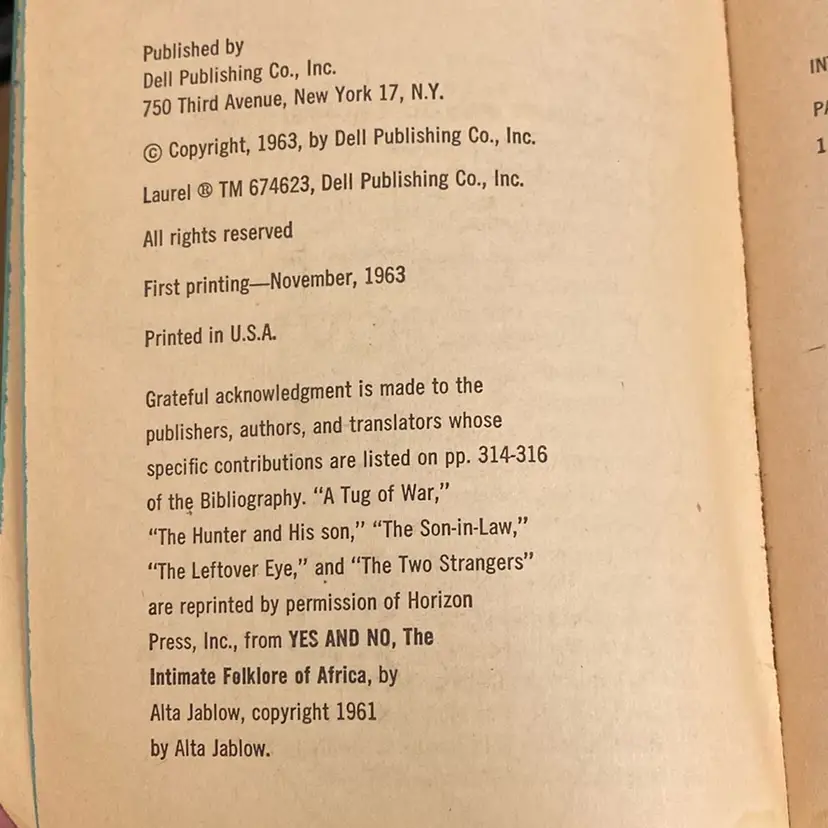 Published by
Dell Publishing Co., Inc.
750 Third Avenue, New York 17, N.Y.
© Copyright, 1963, by Dell Publishing Co., Inc.
Laurel ® TM 674623, Dell Publishing Co., Inc.
All rights reserved
First printing—November, 1963
Printed in U.S.A.
Grateful acknowledgment is made to the
publishers, authors, and translators whose
specific contributions are listed on pp. 314-316
of the Bibliography. “A Tug of War,”
“The Hunter and His son,” “The Son-in-Law,”
“The Leftover Eye,” and “The Two Strangers”
are reprinted by permission of Horizon
Press, Inc., from YES AND NO, The
Intimate Folklore of Africa, by
Alta Jablow, copyright 1961
by Alta Jablow.